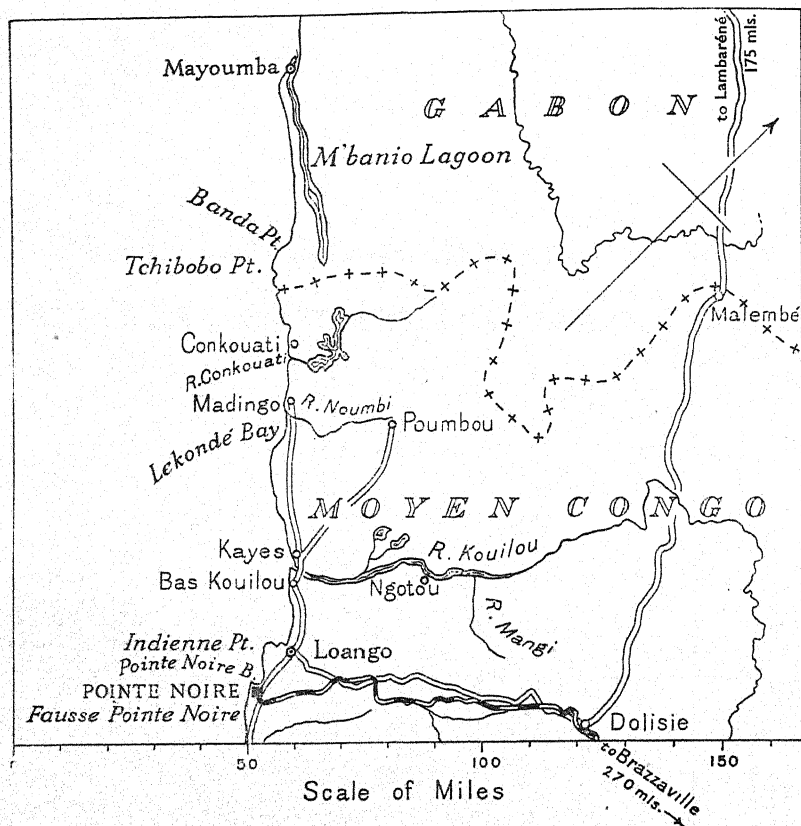 Mayoumba
to Lambaréné
175 mls.
GABON
M'banio Lagoon
Banda Pt.
Tchibobo Pt.
Malembé
Conkouati
R. Conkouati
Madingo
R. Noumbi
Poumbou
Lekondé Bay
MOYEN CONGO
Kayes
R. Kouilou
Bas Kouilou
Ngotou
R. Mangi
Indienne Pt.
Loango
Pointe Noire B.
POINTE NOIRE
Fausse Pointe Noire
Dolisie
50 100 150
to Brazzaville
270 mls.
Scale of Miles